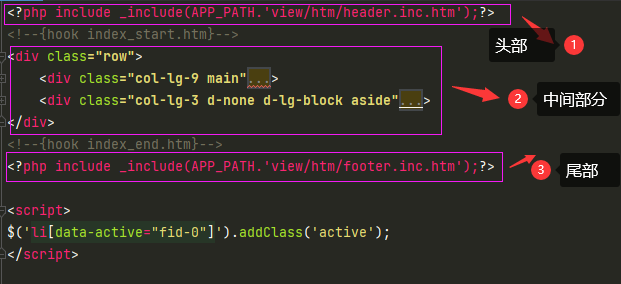 <?php include _include(APP_PATH.'view/htm/header.inc.htm');?>
头部
1
<!--{hook index_start.htm}-->
<div class="row">
<div class="col-lg-9 main"...>
<div class="col-lg-3 d-none d-lg-block aside"...>
2
中间部分
</div>
<!--{hook index_end.htm}-->
<?php include _include(APP_PATH.'view/htm/footer.inc.htm');?>
3
尾部
<script>
$('li[data-active="fid-0"]').addClass('active');
</script>